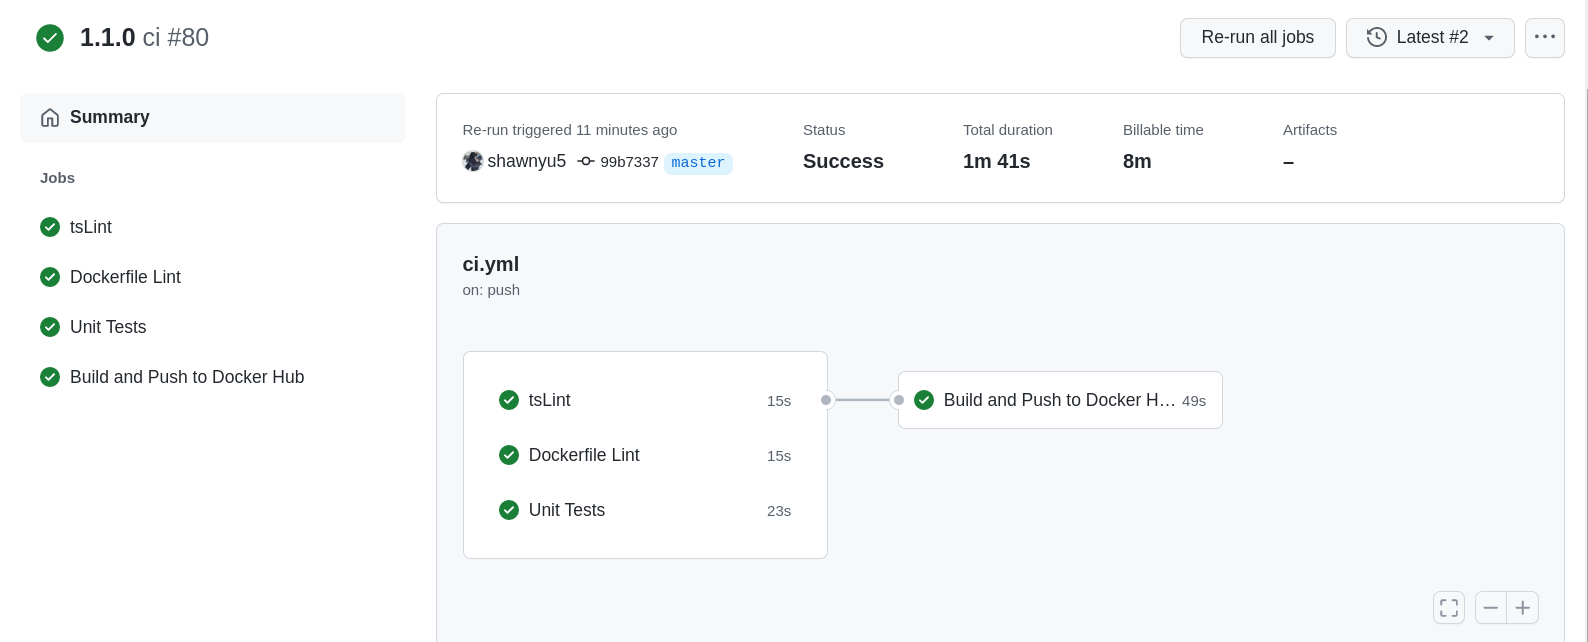 1.1.0 ci #80
Re-run all jobs
Latest #2
Summary
Jobs
tsLint
Dockerfile Lint
Unit Tests
Build and Push to Docker Hub
Re-run triggered 11 minutes ago
shawnyu5 99b7337 master
Status
Success
Total duration
1m 41s
Billable time
8m
Artifacts
–
ci.yml
on: push
tsLint 15s
Dockerfile Lint 15s
Unit Tests 23s
Build and Push to Docker H... 49s